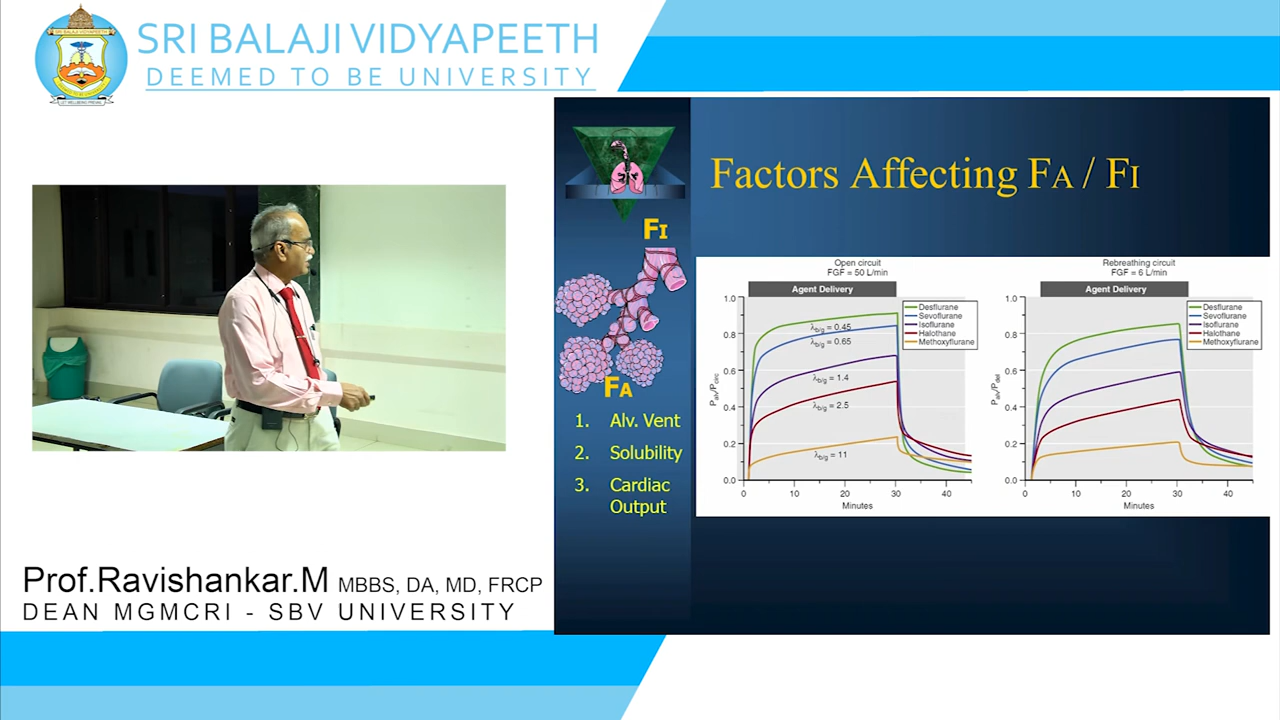 SRI BALAJI VIDYAPEETH
DEEMED TO BE UNIVERSITY
Factors Affecting FA / FI
FI
FA
1. Alv. Vent
2. Solubility
3. Cardiac
Output
Open circuit
FGF = 50 L/min
Agent Delivery
Desflurane
Sevoflurane
Isoflurane
Halothane
Methoxyflurane
λb/g = 0.45
λb/g = 0.65
λb/g = 1.4
λb/g = 2.5
λb/g = 11
Palv/Pcirc
1.0
0.8
0.6
0.4
0.2
0.0
0 10 20 30 40
Minutes
Rebreathing circuit
FGF = 6 L/min
Agent Delivery
Desflurane
Sevoflurane
Isoflurane
Halothane
Methoxyflurane
Palv/Pdel
1.0
0.8
0.6
0.4
0.2
0.0
0 10 20 30 40
Minutes
Prof.Ravishankar.M MBBS, DA, MD, FRCP
DEAN MGMCRI - SBV UNIVERSITY